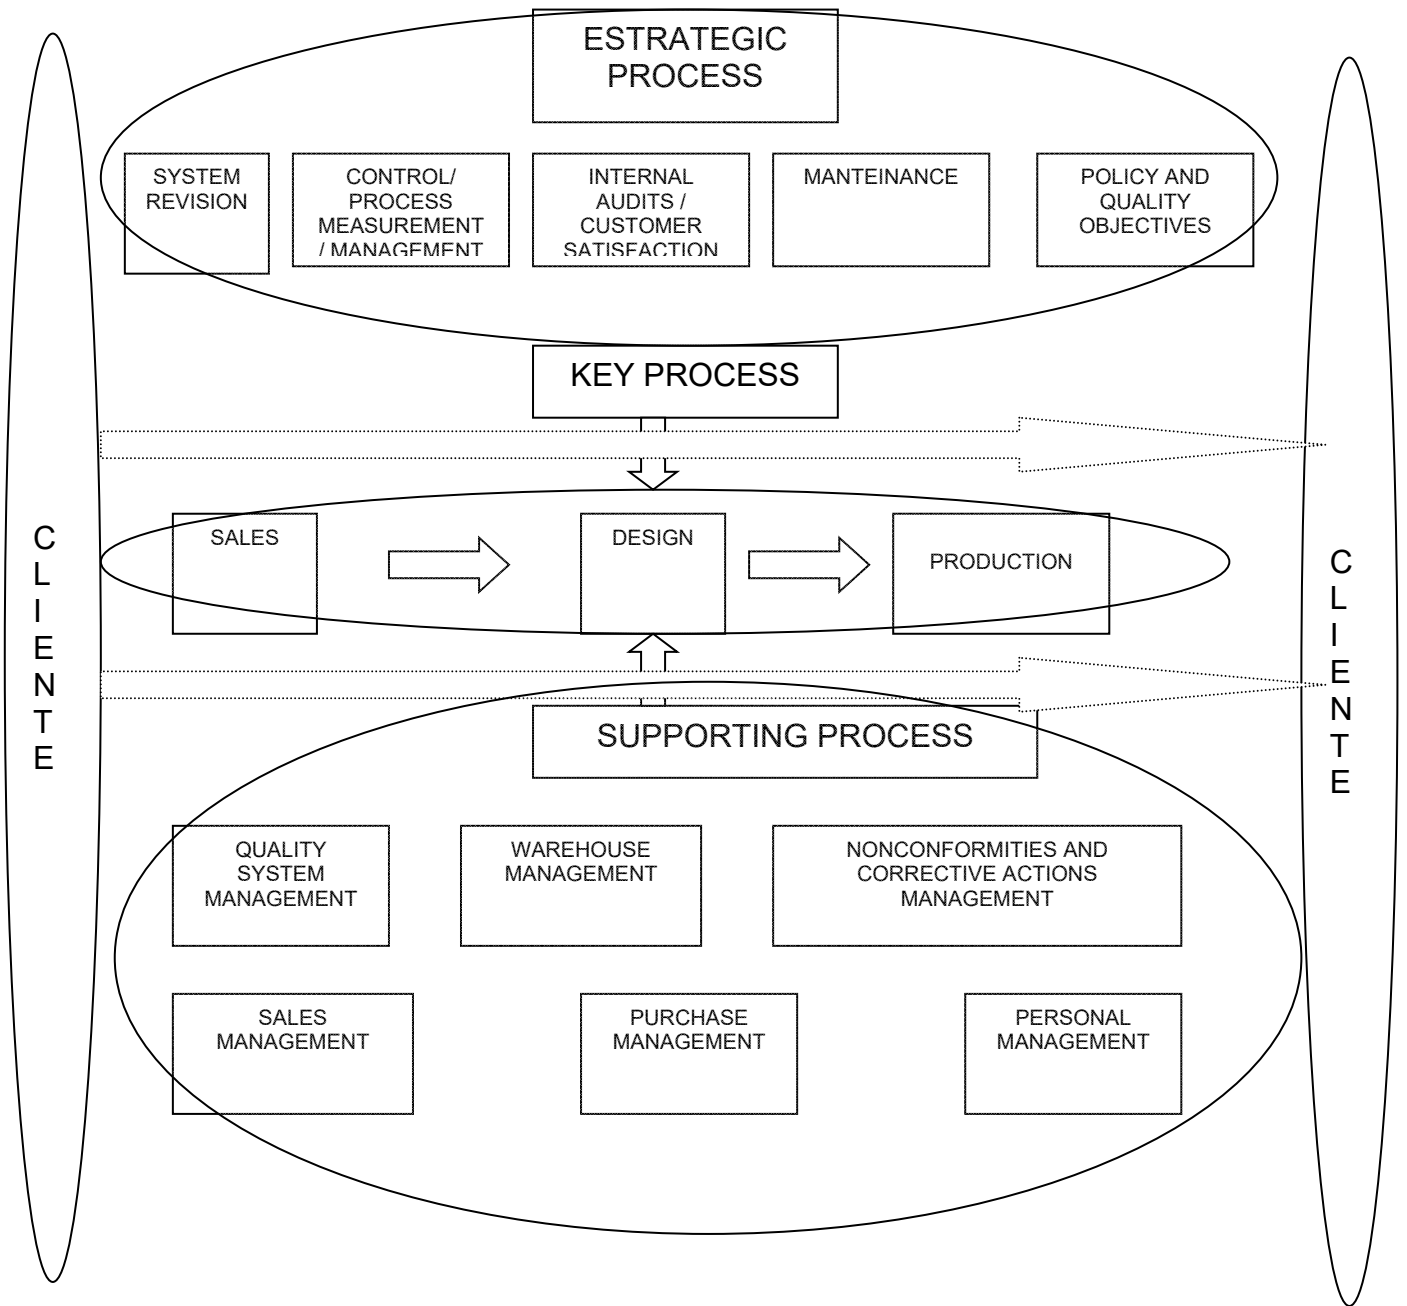 ESTRATEGIC
PROCESS
SYSTEM
REVISION
CONTROL/
PROCESS
MEASUREMENT
/ MANAGEMENT
INTERNAL
AUDITS /
CUSTOMER
SATISFACTION
MANTEINANCE
POLICY AND
QUALITY
OBJECTIVES
KEY PROCESS
C
L
I
E
N
T
E
SALES
DESIGN
PRODUCTION
C
L
I
E
N
T
E
SUPPORTING PROCESS
QUALITY
SYSTEM
MANAGEMENT
WAREHOUSE
MANAGEMENT
NONCONFORMITIES AND
CORRECTIVE ACTIONS
MANAGEMENT
SALES
MANAGEMENT
PURCHASE
MANAGEMENT
PERSONAL
MANAGEMENT